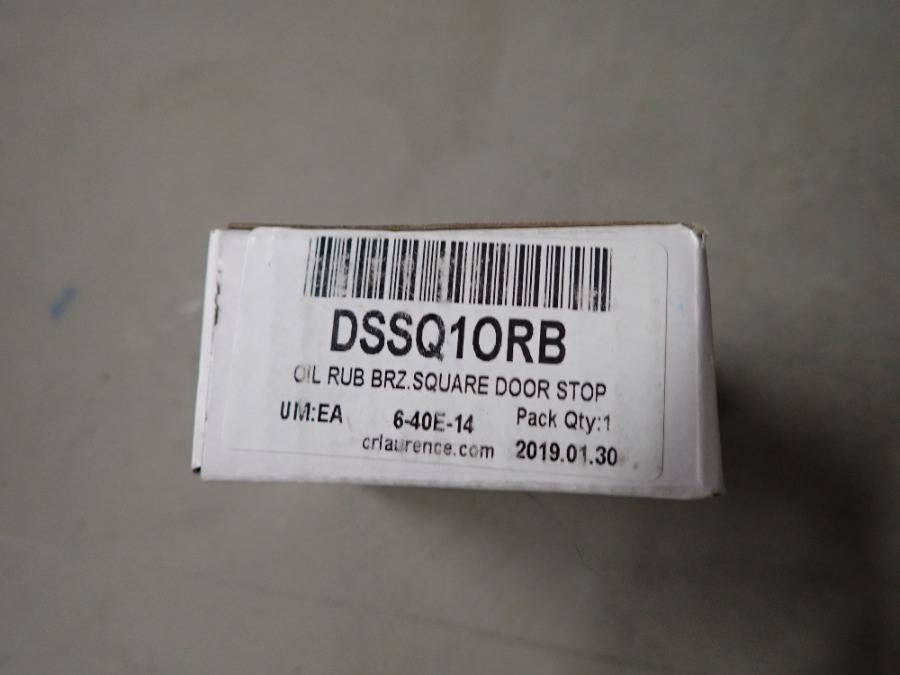 DSSQ1ORB
OIL RUB BRZ.SQUARE DOOR STOP
UM:EA 6-40E-14 Pack Qty:1
crlaurence.com 2019.01.30